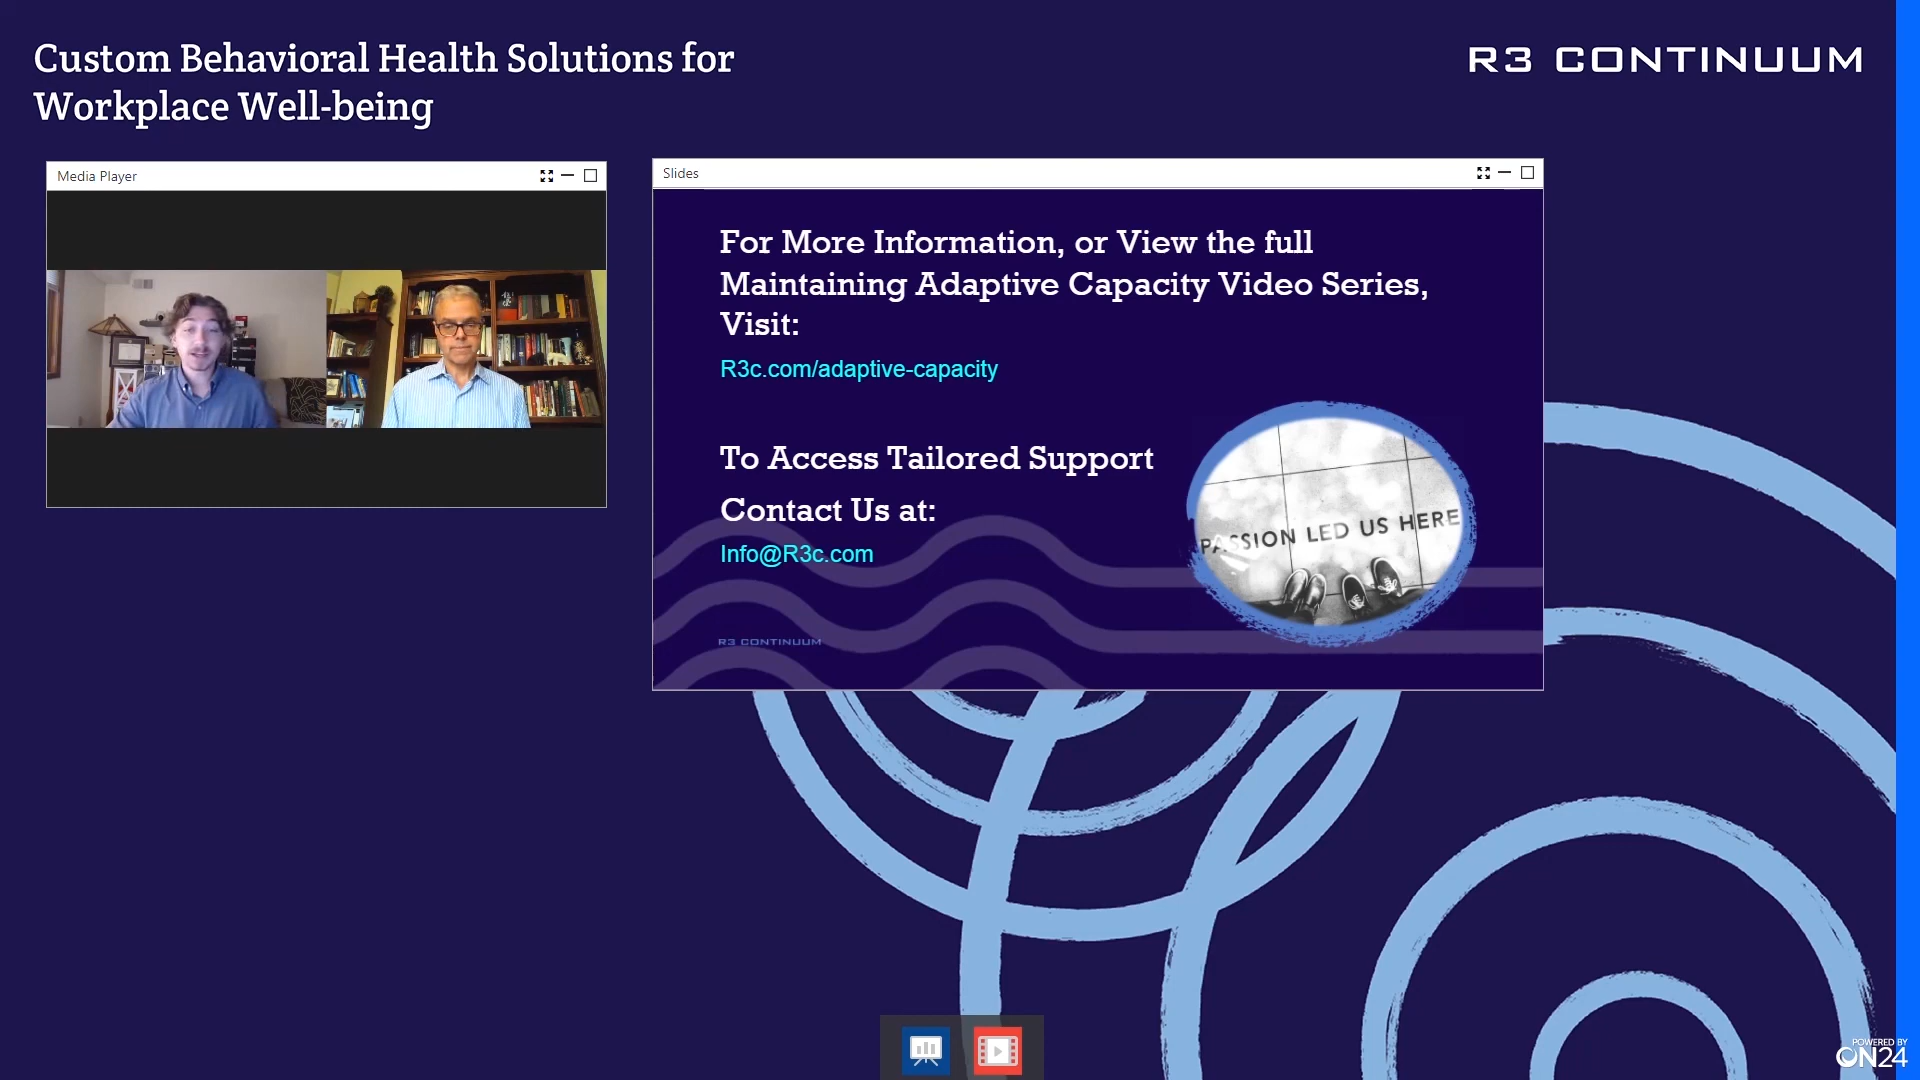 Custom Behavioral Health Solutions for
Workplace Well-being
R3 CONTINUUM
Media Player
Slides
For More Information, or View the full
Maintaining Adaptive Capacity Video Series,
Visit:
R3c.com/adaptive-capacity
To Access Tailored Support
Contact Us at:
Info@R3c.com
PASSION LED US HERE
R3 CONTINUUM
POWERED BY
ON24